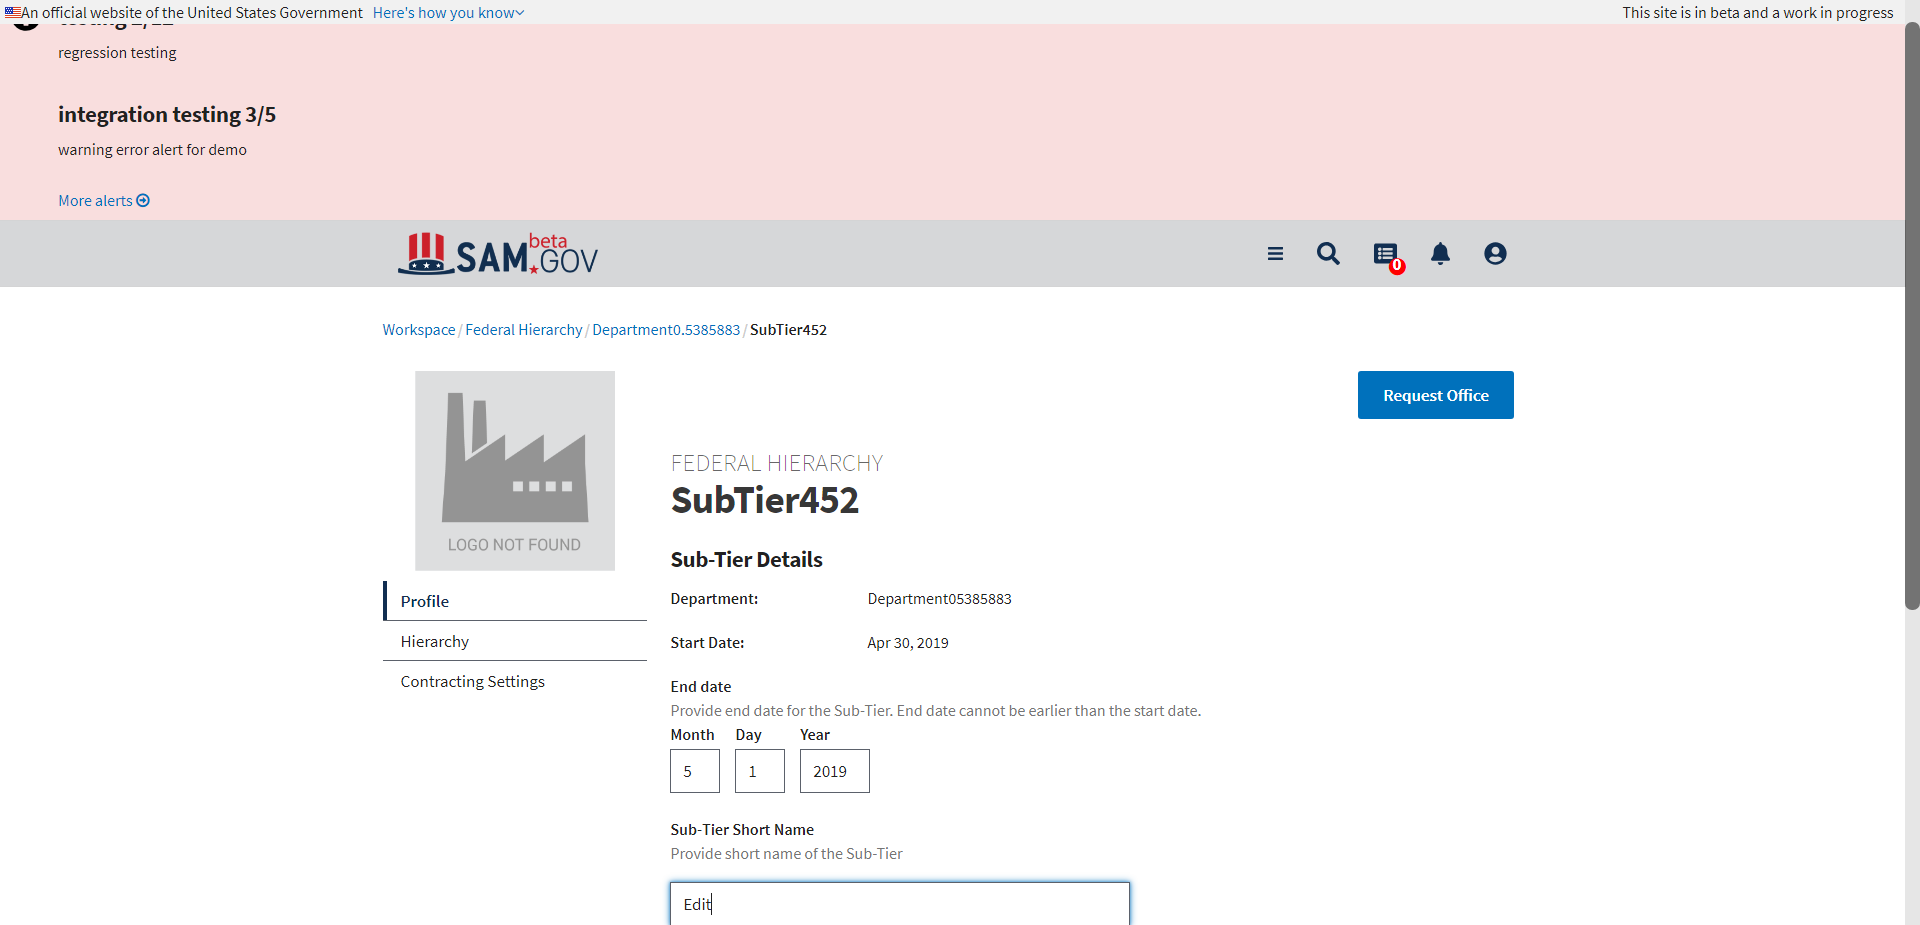 An official website of the United States Government Here's how you know
This site is in beta and a work in progress
regression testing
integration testing 3/5
warning error alert for demo
More alerts
SAM.GOV beta
0
Workspace / Federal Hierarchy / Department0.5385883 / SubTier452
LOGO NOT FOUND
Request Office
FEDERAL HIERARCHY
SubTier452
Profile
Hierarchy
Contracting Settings
Sub-Tier Details
Department: Department05385883
Start Date: Apr 30, 2019
End date
Provide end date for the Sub-Tier. End date cannot be earlier than the start date.
Month Day Year
5 1 2019
Sub-Tier Short Name
Provide short name of the Sub-Tier
Edit